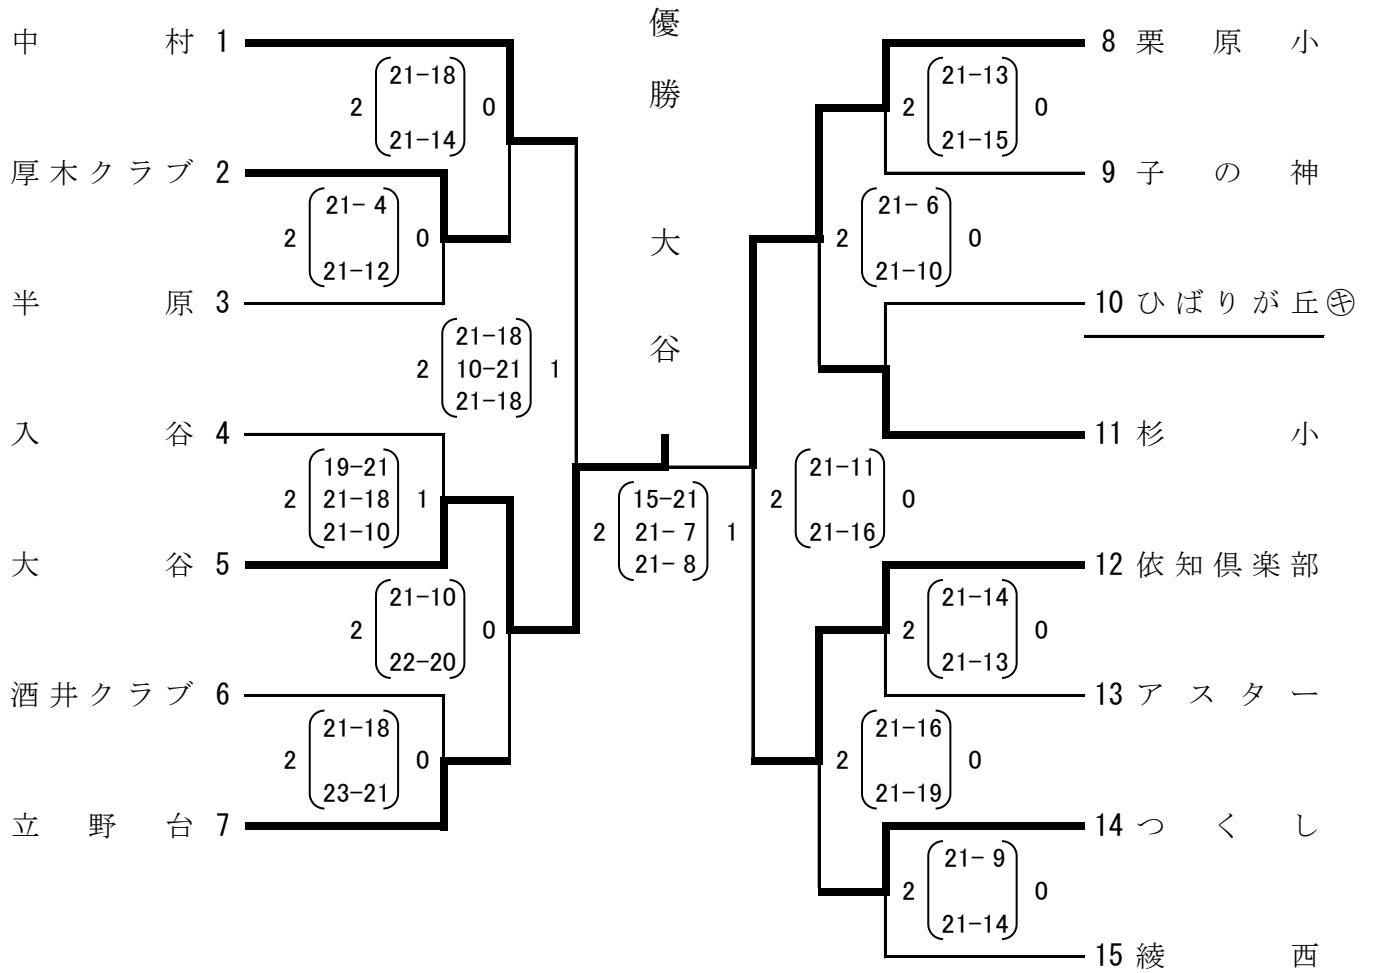 優勝 大谷
中村 1
2 21-18 0
21-14
厚木クラブ 2
2 21- 4 0
21-12
半原 3
21-18
2 10-21 1
21-18
入谷 4
19-21
2 21-18 1
21-10
大谷 5
2 21-10 0
22-20
酒井クラブ 6
2 21-18 0
23-21
立野台 7
15-21
2 21- 7 1
21- 8
8 栗原小
2 21-13 0
21-15
9 子の神
2 21- 6 0
21-10
10 ひばりが丘㋖
11 杉小
2 21-11 0
21-16
12 依知倶楽部
2 21-14 0
21-13
13 アスター
2 21-16 0
21-19
14 つくし
2 21- 9 0
21-14
15 綾西